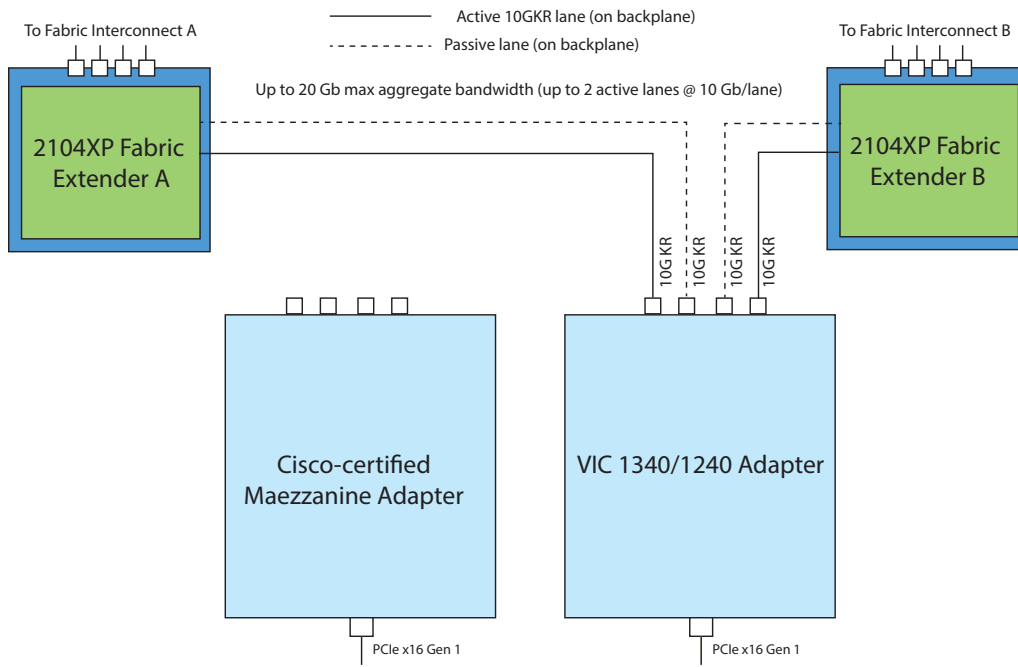 Active 10GKR lane (on backplane)
Passive lane (on backplane)
To Fabric Interconnect A
To Fabric Interconnect B
Up to 20 Gb max aggregate bandwidth (up to 2 active lanes @ 10 Gb/lane)
2104XP Fabric
Extender A
2104XP Fabric
Extender B
10G KR
10G KR
10G KR
10G KR
Cisco-certified
Maezzanine Adapter
VIC 1340/1240 Adapter
PCIe x16 Gen 1
PCIe x16 Gen 1